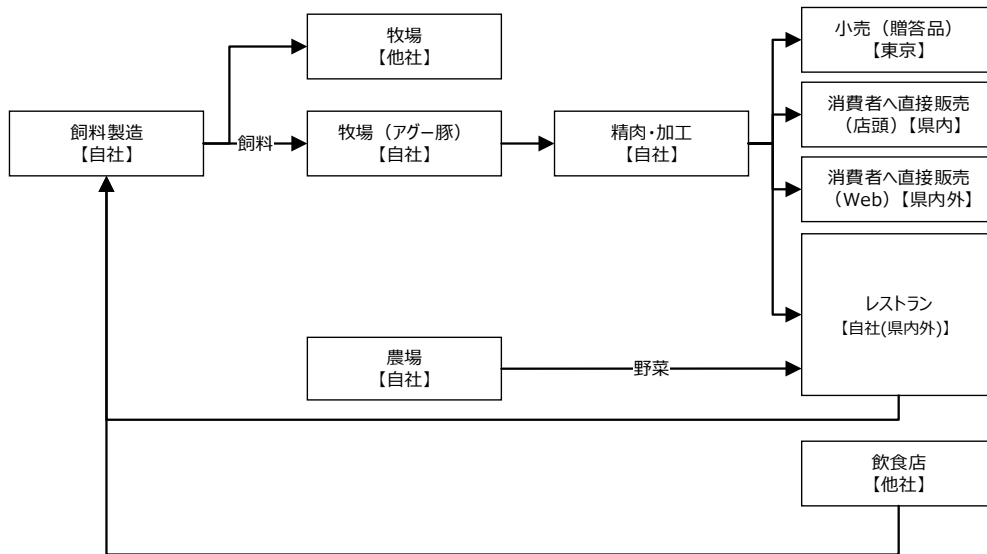 牧場
【他社】
小売（贈答品）
【東京】
飼料製造
【自社】
飼料
牧場（アグー豚）
【自社】
精肉・加工
【自社】
消費者へ直接販売
（店頭）【県内】
消費者へ直接販売
（Web）【県内外】
レストラン
【自社(県内外)】
農場
【自社】
野菜
飲食店
【他社】